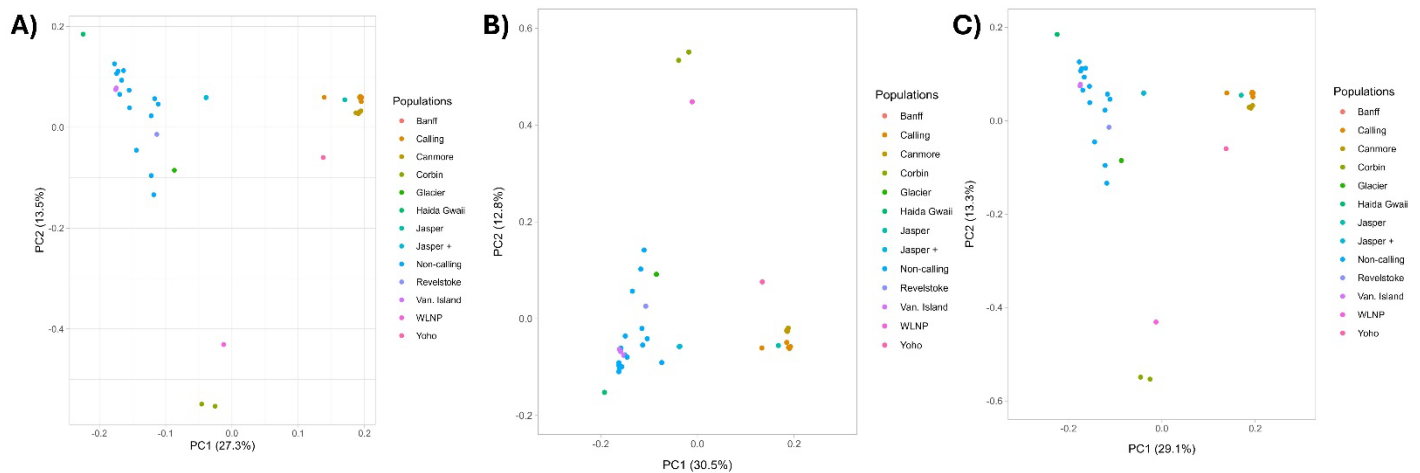 A)
0.2
0.0
-0.2
-0.4
PC2 (13.5%)
-0.2
-0.1
0.0
0.1
0.2
PC1 (27.3%)
Populations
Banff
Calling
Canmore
Corbin
Glacier
Haida Gwaii
Jasper
Jasper +
Non-calling
Revelstoke
Van. Island
WLNP
Yoho
B)
0.6
0.4
0.2
0.0
-0.2
PC2 (12.8%)
-0.2
0.0
0.2
PC1 (30.5%)
Populations
Banff
Calling
Canmore
Corbin
Glacier
Haida Gwaii
Jasper
Jasper +
Non-calling
Revelstoke
Van. Island
WLNP
Yoho
C)
0.2
0.0
-0.2
-0.4
-0.6
PC2 (13.3%)
-0.2
0.0
0.2
PC1 (29.1%)
Populations
Banff
Calling
Canmore
Corbin
Glacier
Haida Gwaii
Jasper
Jasper +
Non-calling
Revelstoke
Van. Island
WLNP
Yoho